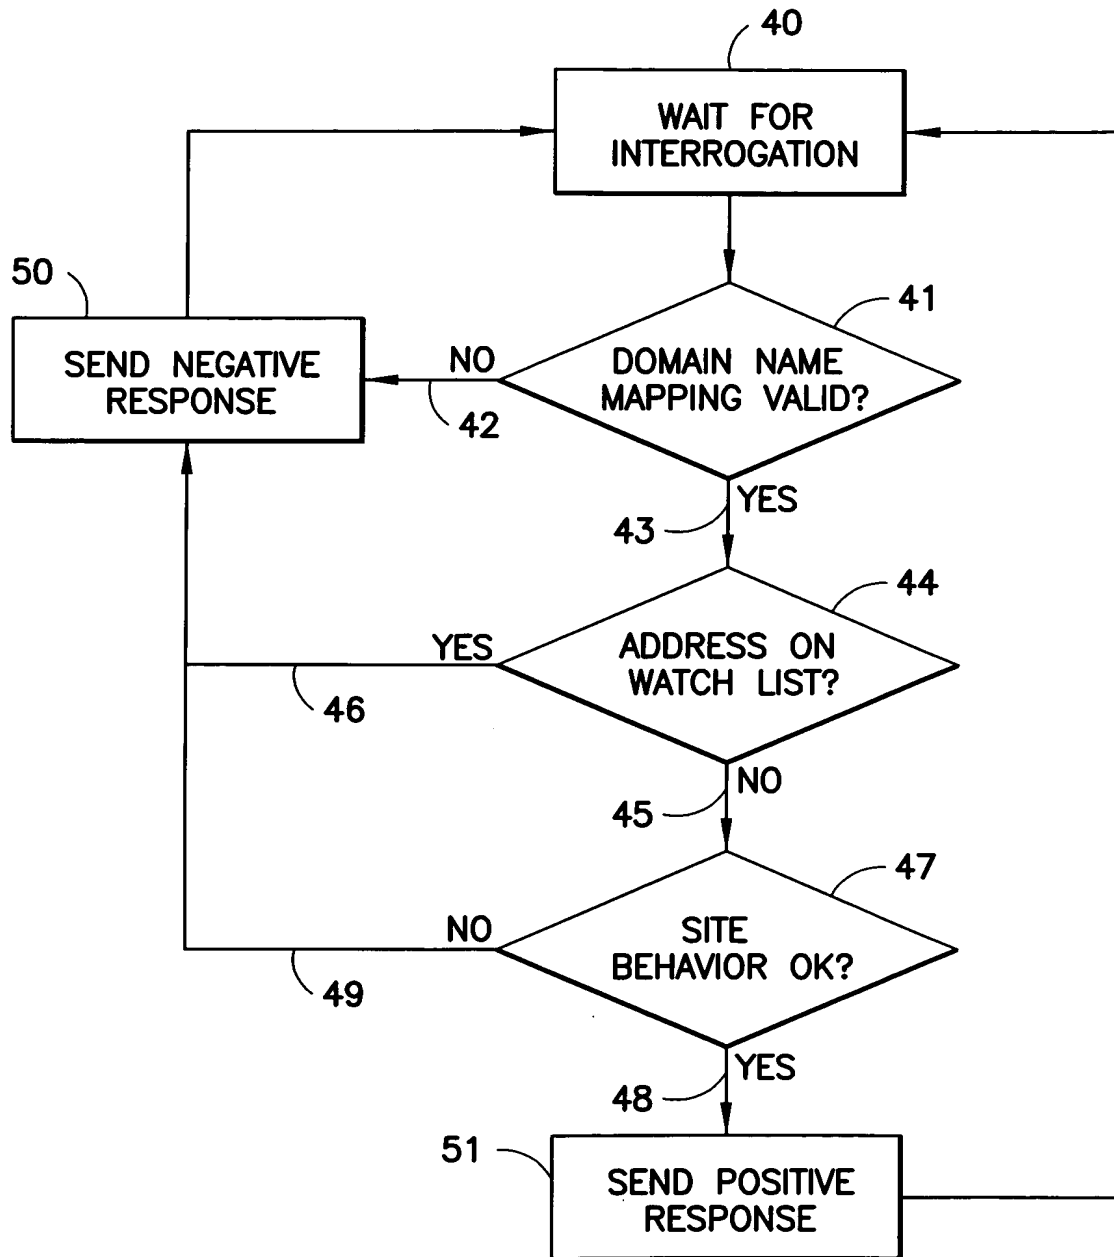 40
WAIT FOR
INTERROGATION
50
SEND NEGATIVE
RESPONSE
NO
42
41
DOMAIN NAME
MAPPING VALID?
YES
43
44
ADDRESS ON
WATCH LIST?
YES
46
NO
45
47
SITE
BEHAVIOR OK?
NO
49
YES
48
51
SEND POSITIVE
RESPONSE